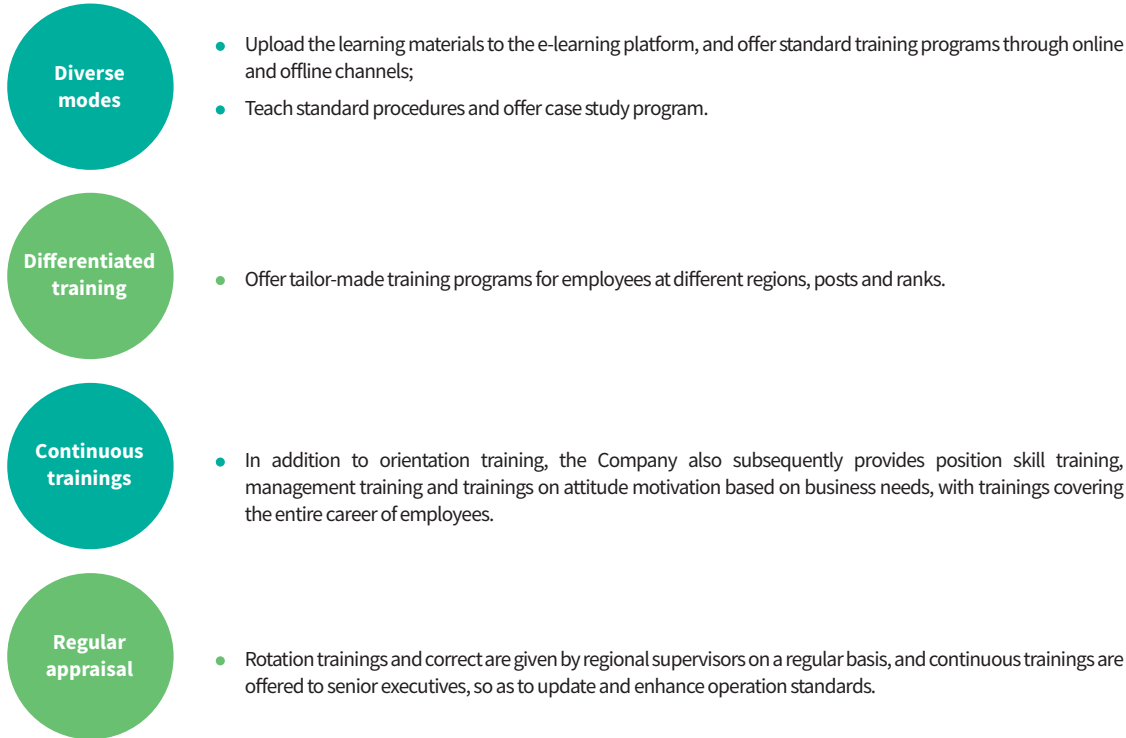 Diverse
modes
• Upload the learning materials to the e-learning platform, and offer standard training programs through online
and offline channels;
• Teach standard procedures and offer case study program.
Differentiated
training
• Offer tailor-made training programs for employees at different regions, posts and ranks.
Continuous
trainings
• In addition to orientation training, the Company also subsequently provides position skill training,
management training and trainings on attitude motivation based on business needs, with trainings covering
the entire career of employees.
Regular
appraisal
• Rotation trainings and correct are given by regional supervisors on a regular basis, and continuous trainings are
offered to senior executives, so as to update and enhance operation standards.